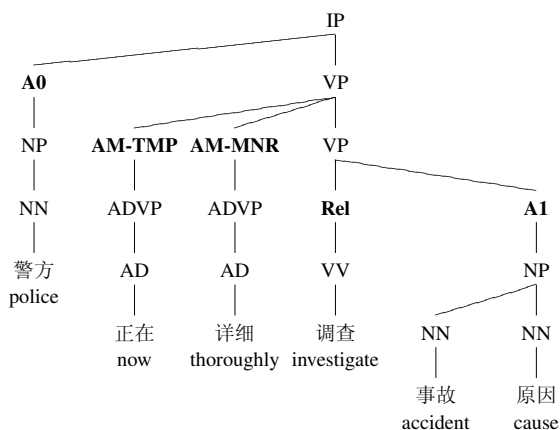 IP
A0 VP
NP AM-TMP AM-MNR VP
NN ADVP ADVP Rel A1
警方 AD AD VV NP
police
正在 详细 调查 NN NN
now thoroughly investigate
事故 原因
accident cause